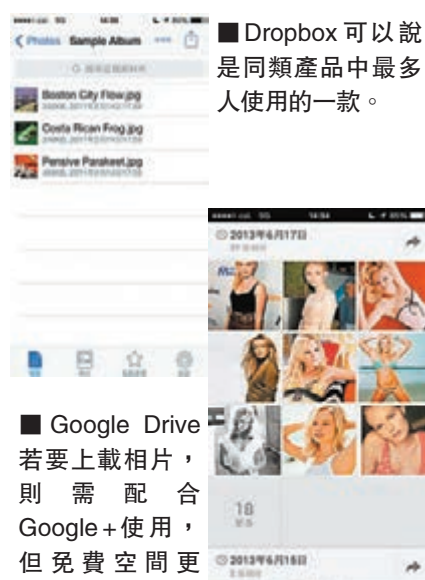 Photos
Sample Album
Boston City Flow.jpg
Costa Rican Frog.jpg
Pensive Parakeet.jpg
■ Dropbox 可以說
是同類產品中最多
人使用的一款。
14:34
2013年6月17日
18
2013年6月16日
■ Google Drive
若要上載相片，
則需配合
Google+使用，
但免費空間更